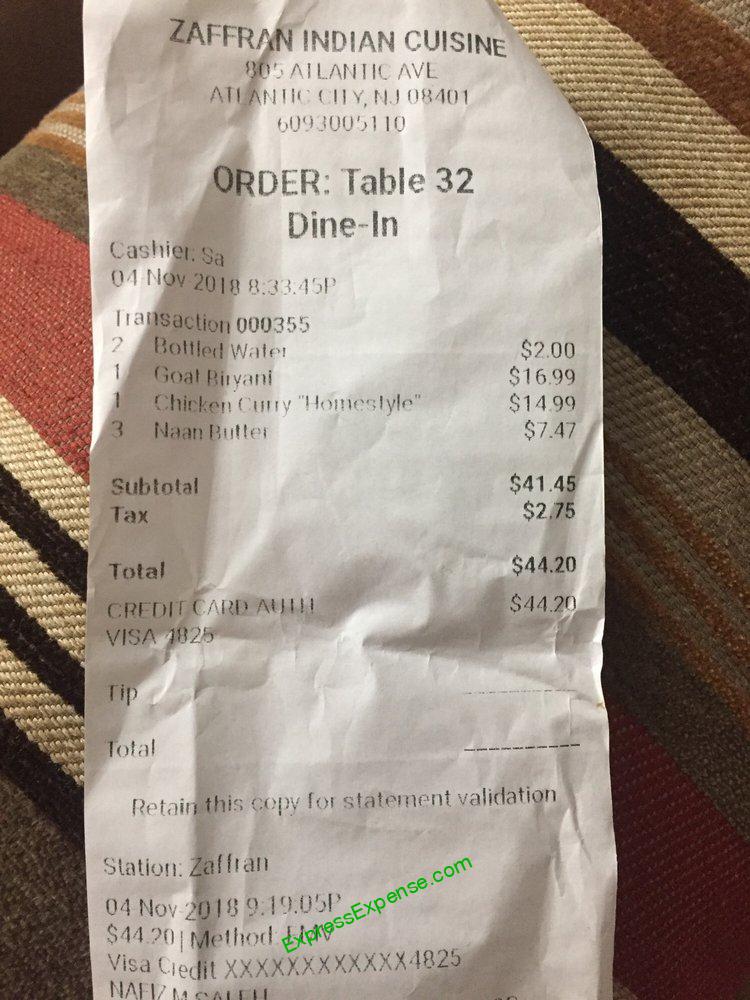 ZAFFRAN INDIAN CUISINE
805 ATLANTIC AVE
ATLANTIC CITY, NJ 08401
6093005110
ORDER: Table 32
Dine-In
Cashier: Sa
04 Nov 2018 8:33:45P
Transaction 000355
2 Bottled Water $2.00
1 Goat Biryani $16.99
1 Chicken Curry "Homestyle" $14.99
3 Naan Butter $7.47
Subtotal $41.45
Tax $2.75
Total $44.20
CREDIT CARD AUTH $44.20
VISA 4825
Tip
Total
Retain this copy for statement validation
Station: Zaffran
04 Nov 2018 9:19:05P
$44.20 | Method: EMV
Visa Credit XXXXXXXXXXXX4825
NAFIZ M SALEH
ExpressExpense.com